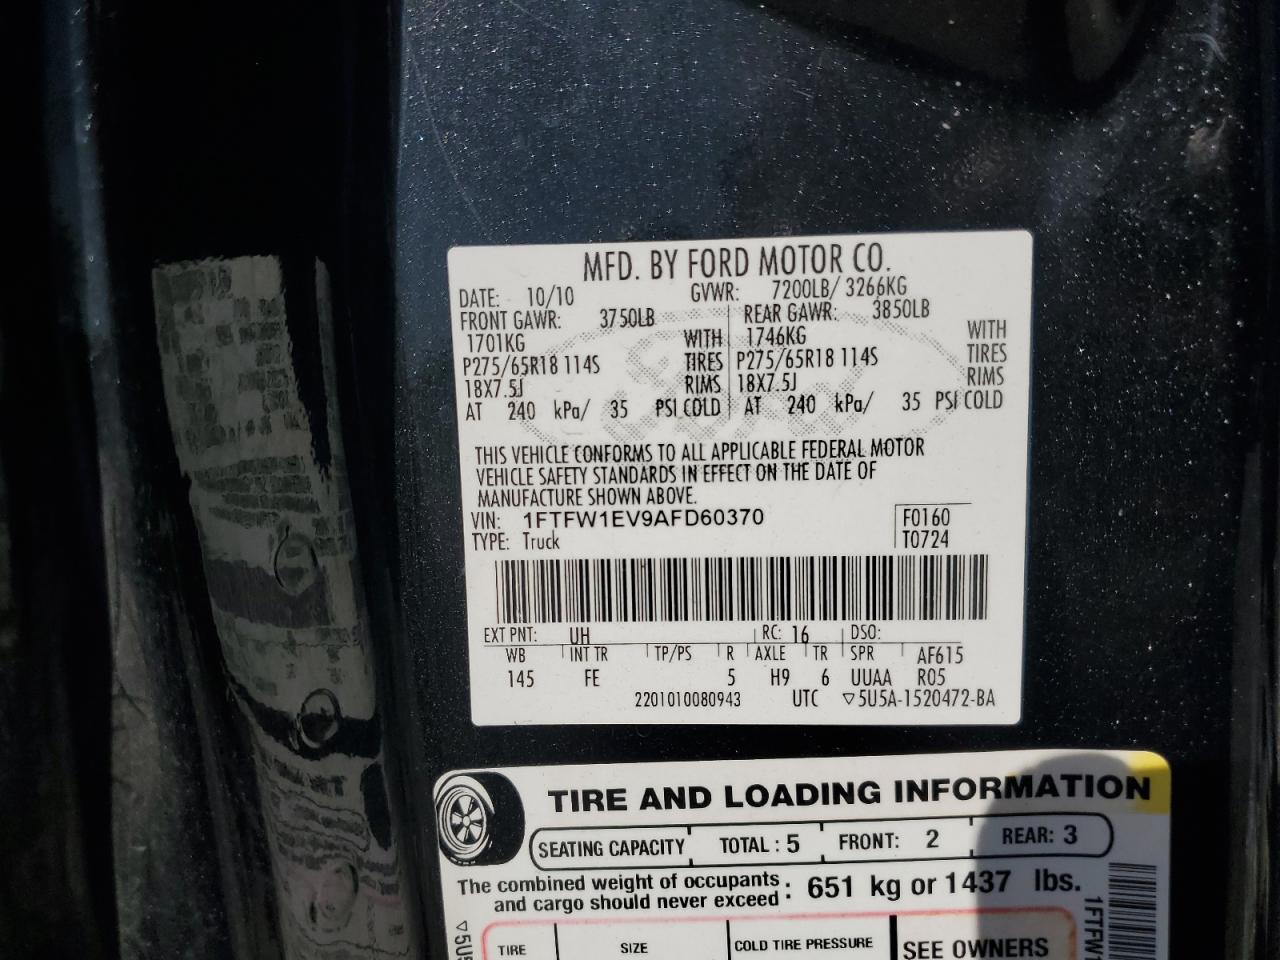 MFD. BY FORD MOTOR CO.
DATE: 10/10 GVWR: 7200LB/ 3266KG
FRONT GAWR: 3750LB REAR GAWR: 3850LB
1701KG WITH 1746KG WITH
P275/65R18 114S TIRES P275/65R18 114S TIRES
18X7.5J RIMS 18X7.5J RIMS
AT 240 kPa/ 35 PSI COLD AT 240 kPa/ 35 PSI COLD
THIS VEHICLE CONFORMS TO ALL APPLICABLE FEDERAL MOTOR
VEHICLE SAFETY STANDARDS IN EFFECT ON THE DATE OF
MANUFACTURE SHOWN ABOVE.
VIN: 1FTFW1EV9AFD60370 F0160
TYPE: Truck T0724
EXT PNT: UH RC: 16 DSO:
WB INT TR TP/PS R AXLE TR SPR AF615
145 FE 5 H9 6 UUAA R05
2201010080943 UTC ▽5U5A-1520472-BA
TIRE AND LOADING INFORMATION
SEATING CAPACITY TOTAL : 5 FRONT: 2 REAR: 3
The combined weight of occupants
and cargo should never exceed : 651 kg or 1437 lbs.
TIRE SIZE COLD TIRE PRESSURE SEE OWNERS
▽5U
1FTFW1